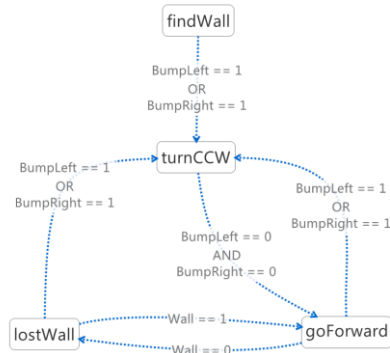 findWall
BumpLeft == 1
OR
BumpRight == 1
turnCCW
BumpLeft == 1
OR
BumpRight == 1
BumpLeft == 1
OR
BumpRight == 1
BumpLeft == 0
AND
BumpRight == 0
Wall == 1
lostWall
goForward
Wall == 0